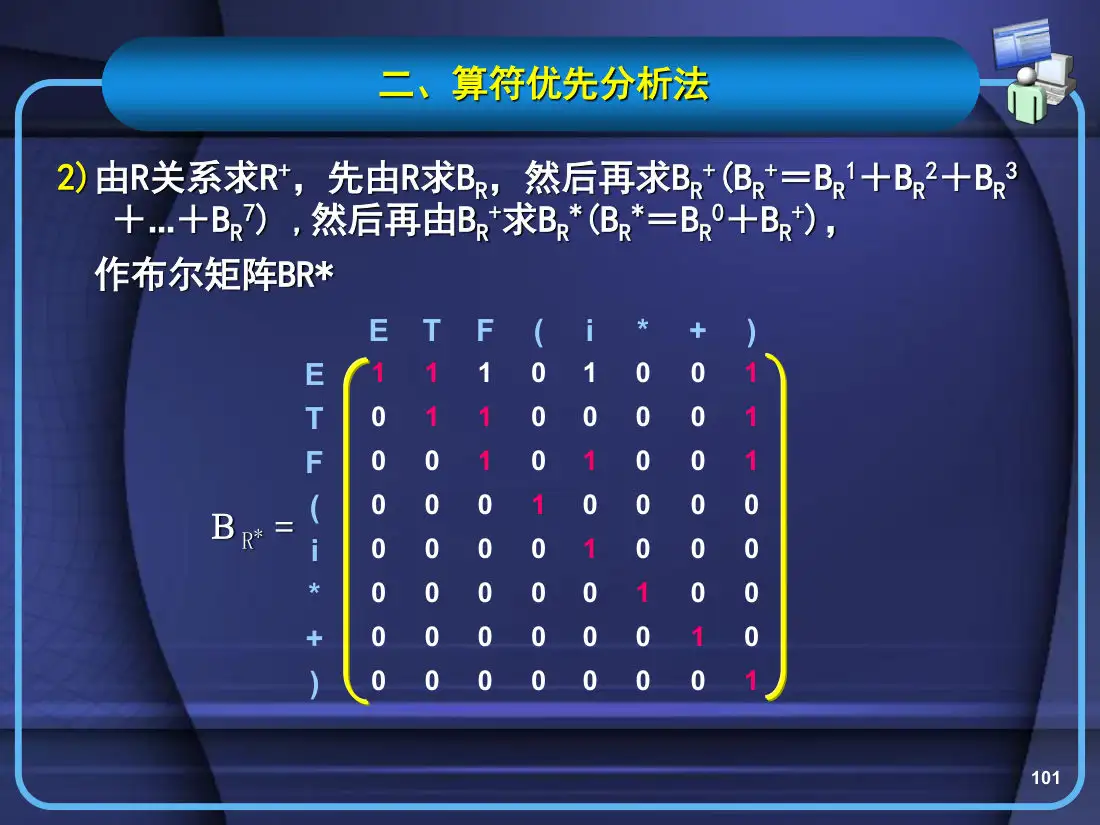 二、算符优先分析法
2)由R关系求R+，先由R求BR，然后再求BR+(BR+＝BR1＋BR2＋BR3
＋…＋BR7),然后再由BR+求BR*(BR*＝BR0＋BR+)，
作布尔矩阵BR*
E T F ( i * + )
E 1 1 1 0 1 0 0 1
T 0 1 1 0 0 0 0 1
F 0 0 1 0 1 0 0 1
( 0 0 0 1 0 0 0 0
B R* =
i 0 0 0 0 1 0 0 0
* 0 0 0 0 0 1 0 0
+ 0 0 0 0 0 0 1 0
) 0 0 0 0 0 0 0 1
101